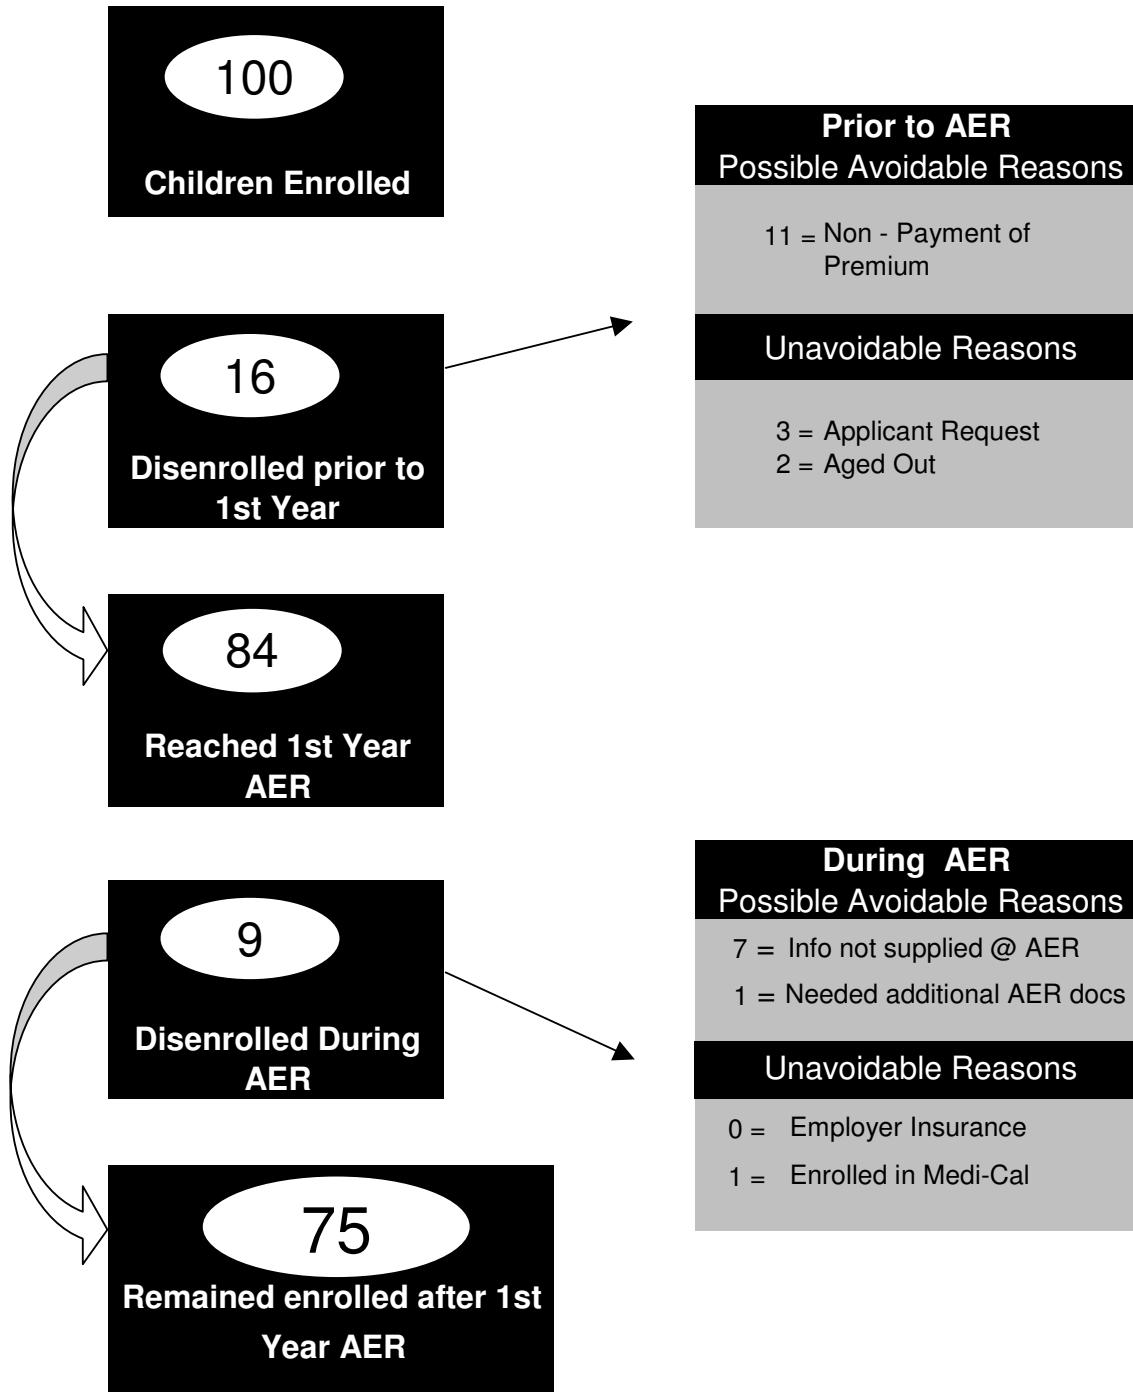 100
Children Enrolled
Prior to AER
Possible Avoidable Reasons
11 = Non - Payment of
Premium
Unavoidable Reasons
3 = Applicant Request
2 = Aged Out
16
Disenrolled prior to
1st Year
84
Reached 1st Year
AER
9
Disenrolled During
AER
During AER
Possible Avoidable Reasons
7 = Info not supplied @ AER
1 = Needed additional AER docs
Unavoidable Reasons
0 = Employer Insurance
1 = Enrolled in Medi-Cal
75
Remained enrolled after 1st
Year AER